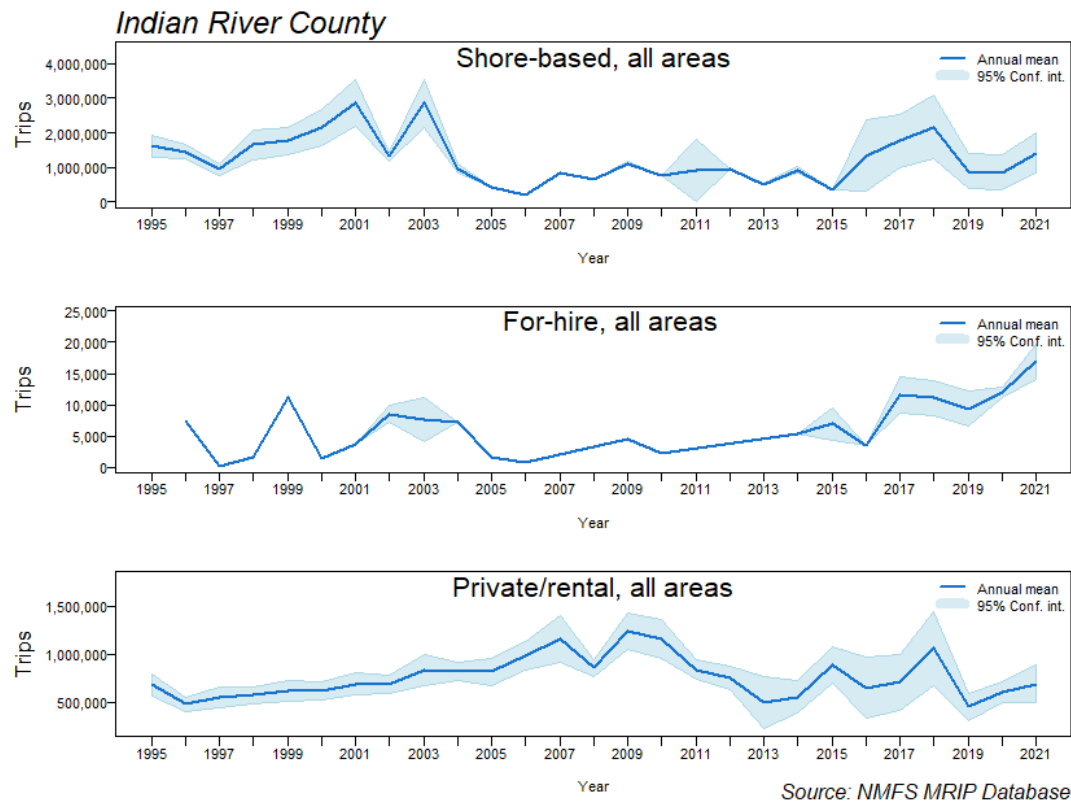 Indian River County
Shore-based, all areas
Annual mean
95% Conf. int.
Trips
4,000,000
3,000,000
2,000,000
1,000,000
0
1995 1997 1999 2001 2003 2005 2007 2009 2011 2013 2015 2017 2019 2021
Year
For-hire, all areas
Annual mean
95% Conf. int.
Trips
25,000
20,000
15,000
10,000
5,000
0
1995 1997 1999 2001 2003 2005 2007 2009 2011 2013 2015 2017 2019 2021
Year
Private/rental, all areas
Annual mean
95% Conf. int.
Trips
1,500,000
1,000,000
500,000
1995 1997 1999 2001 2003 2005 2007 2009 2011 2013 2015 2017 2019 2021
Year
Source: NMFS MRIP Database